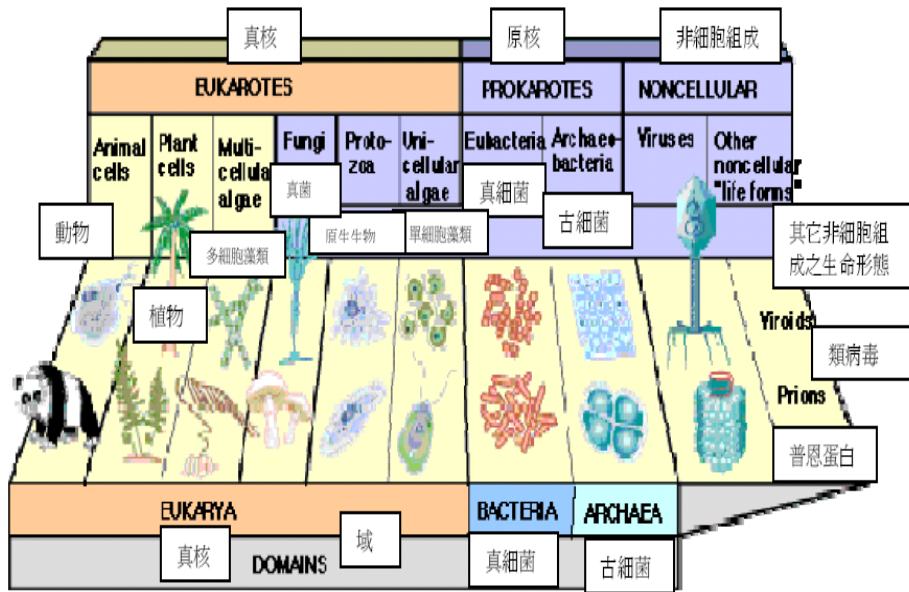 真核
原核
非細胞組成
EUKAROTES
PROKAROTES
NONCELLULAR
Animal
cells
Plant
cells
Multi-
cellular
algae
Fungi
Proto-
zoa
Uni-
cellular
algae
Eubacteria
Archaeo-
bacteria
Viruses
Other
noncellular
"life forms"
動物
植物
多細胞藻類
真菌
原生生物
單細胞藻類
真細菌
古細菌
其它非細胞組
成之生命形態
Viroids
類病毒
Prions
普恩蛋白
EUKARYA
BACTERIA
ARCHAEA
真核
域
真細菌
古細菌
DOMAINS